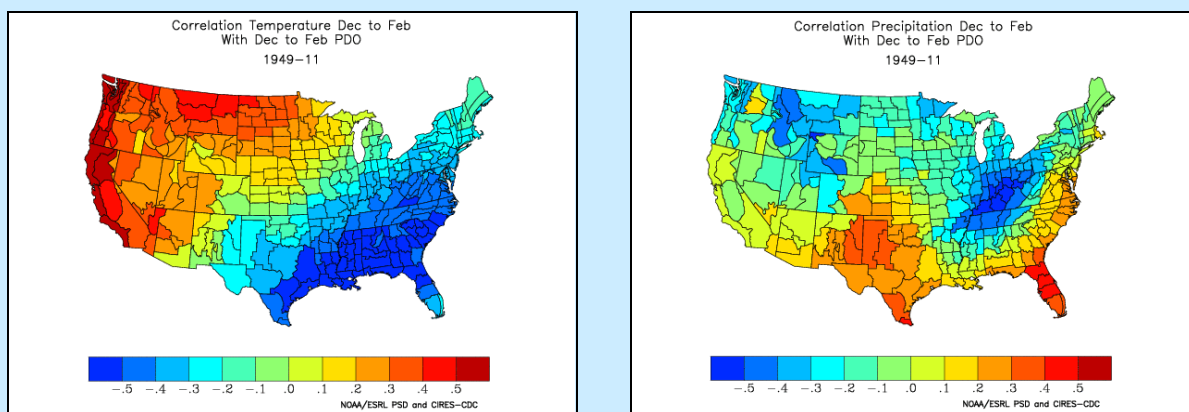 Correlation Temperature Dec to Feb
With Dec to Feb PDO
1949-11
-.5 -.4 -.3 -.2 -.1 .0 .1 .2 .3 .4 .5
NOAA/ESRL PSD and CIRES-CDC
Correlation Precipitation Dec to Feb
With Dec to Feb PDO
1949-11
-.5 -.4 -.3 -.2 -.1 .0 .1 .2 .3 .4 .5
NOAA/ESRL PSD and CIRES-CDC